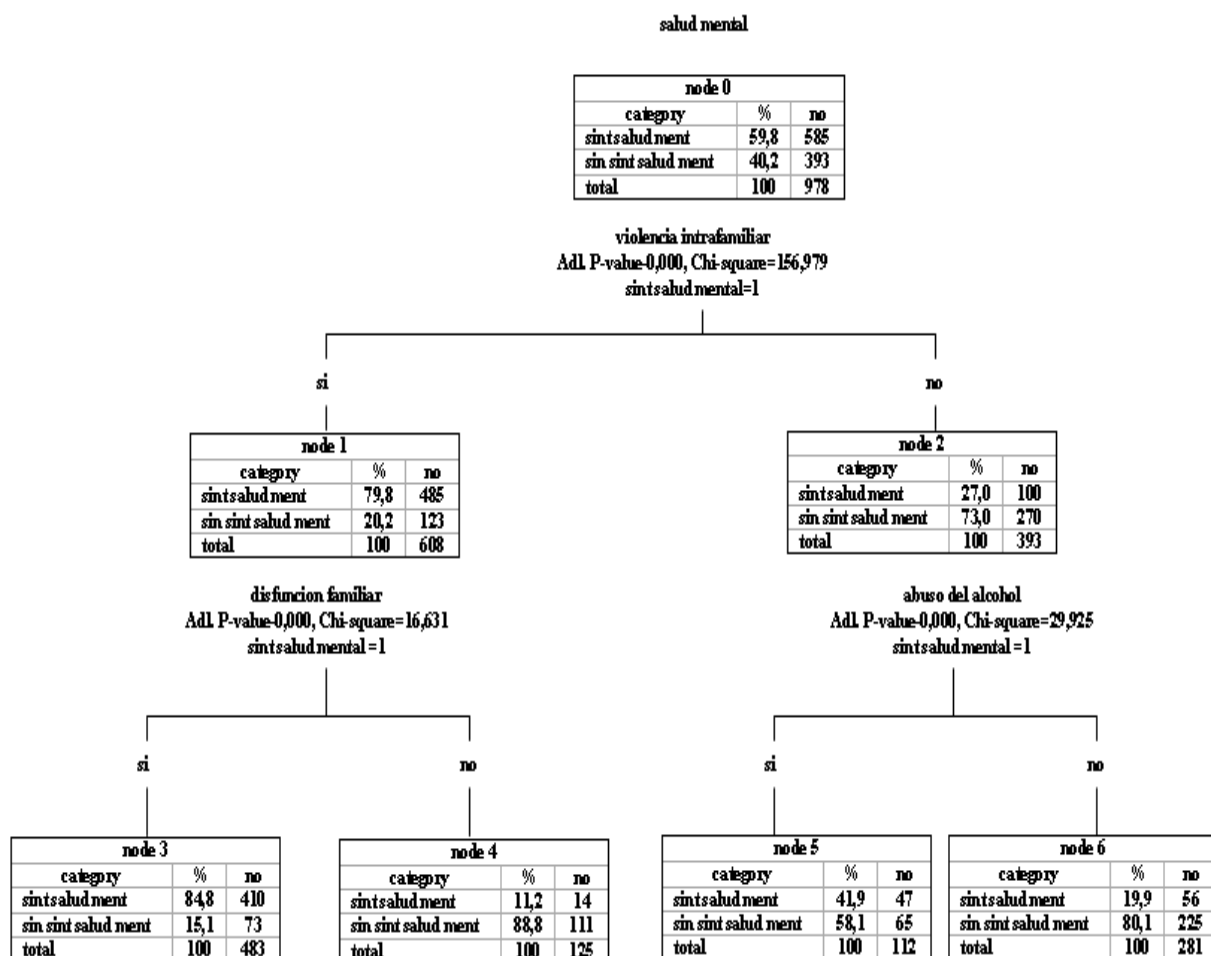 salud mental
node 0
category % no
sint salud ment 59,8 585
sin sint salud ment 40,2 393
total 100 978
violencia intrafamiliar
Adl. P-value-0,000, Chi-square=156,979
sint salud mental=1
si
no
node 1
category % no
sint salud ment 79,8 485
sin sint salud ment 20,2 123
total 100 608
node 2
category % no
sint salud ment 27,0 100
sin sint salud ment 73,0 270
total 100 393
disfuncion familiar
Adl. P-value-0,000, Chi-square=16,631
sint salud mental =1
abuso del alcohol
Adl. P-value-0,000, Chi-square=29,925
sint salud mental =1
si
no
si
no
node 3
category % no
sint salud ment 84,8 410
sin sint salud ment 15,1 73
total 100 483
node 4
category % no
sint salud ment 11,2 14
sin sint salud ment 88,8 111
total 100 125
node 5
category % no
sint salud ment 41,9 47
sin sint salud ment 58,1 65
total 100 112
node 6
category % no
sint salud ment 19,9 56
sin sint salud ment 80,1 225
total 100 281